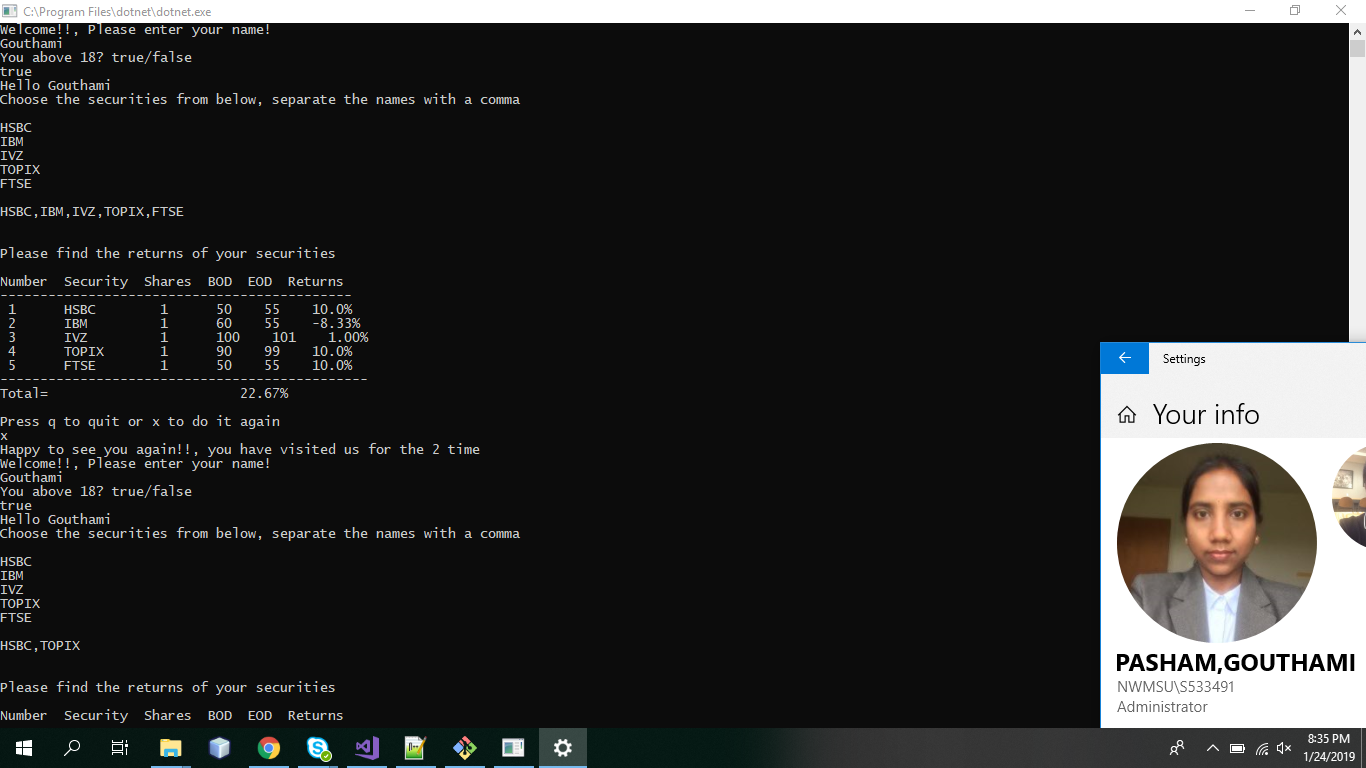 C:\Program Files\dotnet\dotnet.exe
Welcome!!, Please enter your name!
Gouthami
You above 18? true/false
true
Hello Gouthami
Choose the securities from below, separate the names with a comma
HSBC
IBM
IVZ
TOPIX
FTSE
HSBC,IBM,IVZ,TOPIX,FTSE
Please find the returns of your securities
Number  Security  Shares  BOD  EOD  Returns
--------------------------------------------
1      HSBC        1      50    55    10.0%
2      IBM         1      60    55    -8.33%
3      IVZ         1      100    101    1.00%
4      TOPIX       1      90    99    10.0%
5      FTSE        1      50    55    10.0%
----------------------------------------------
Total=                        22.67%
Press q to quit or x to do it again
x
Happy to see you again!!, you have visited us for the 2 time
Welcome!!, Please enter your name!
Gouthami
You above 18? true/false
true
Hello Gouthami
Choose the securities from below, separate the names with a comma
HSBC
IBM
IVZ
TOPIX
FTSE
HSBC,TOPIX
Please find the returns of your securities
Number  Security  Shares  BOD  EOD  Returns
Settings
Your info
PASHAM,GOUTHAMI
NWMSU\S533491
Administrator
8:35 PM
1/24/2019